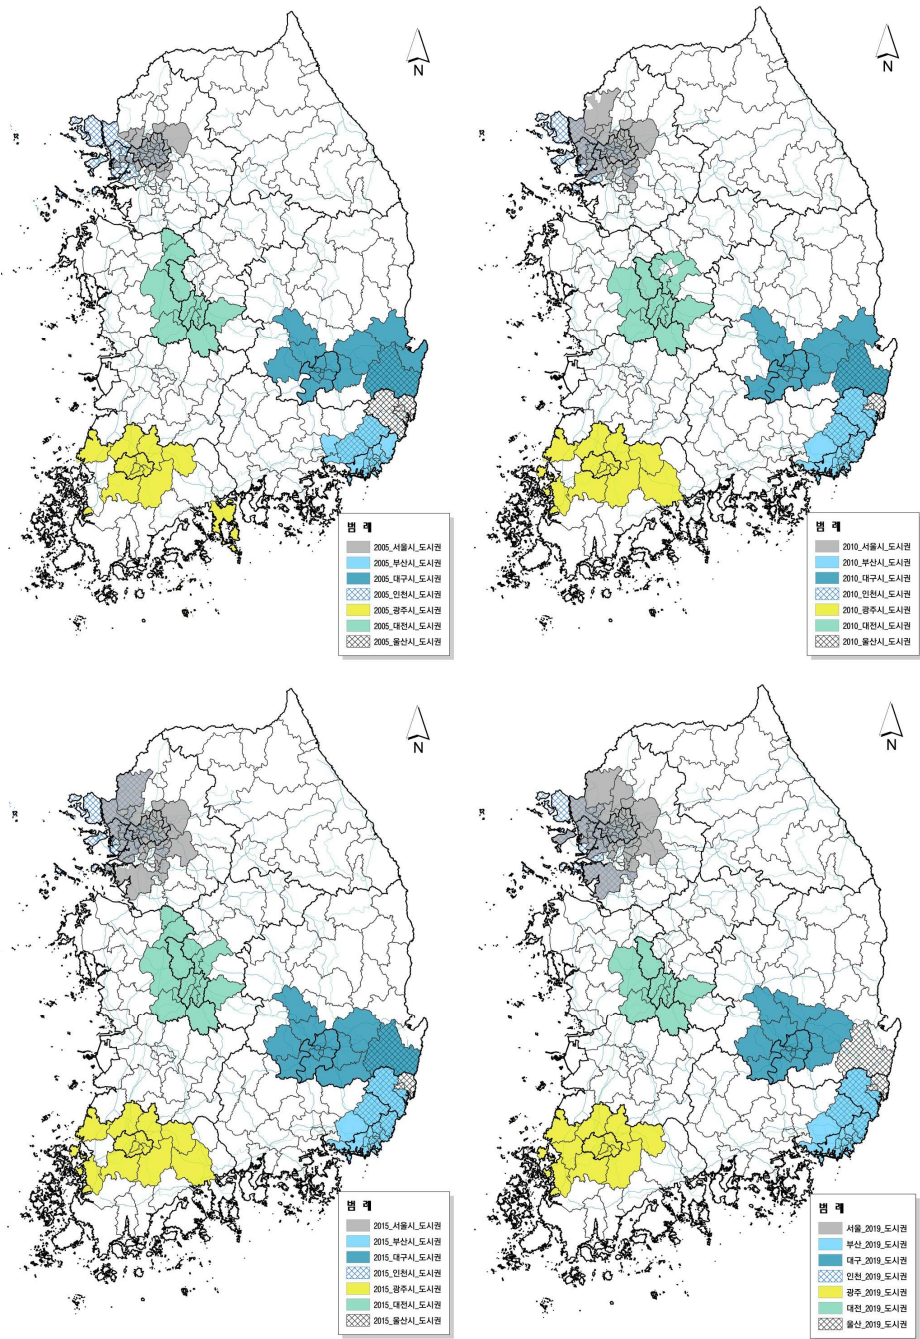 N
범 례
2005_서울시_도시권
2005_부산시_도시권
2005_대구시_도시권
2005_인천시_도시권
2005_광주시_도시권
2005_대전시_도시권
2005_울산시_도시권
N
범 례
2010_서울시_도시권
2010_부산시_도시권
2010_대구시_도시권
2010_인천시_도시권
2010_광주시_도시권
2010_대전시_도시권
2010_울산시_도시권
N
범 례
2015_서울시_도시권
2015_부산시_도시권
2015_대구시_도시권
2015_인천시_도시권
2015_광주시_도시권
2015_대전시_도시권
2015_울산시_도시권
N
범 례
서울_2019_도시권
부산_2019_도시권
대구_2019_도시권
인천_2019_도시권
광주_2019_도시권
대전_2019_도시권
울산_2019_도시권